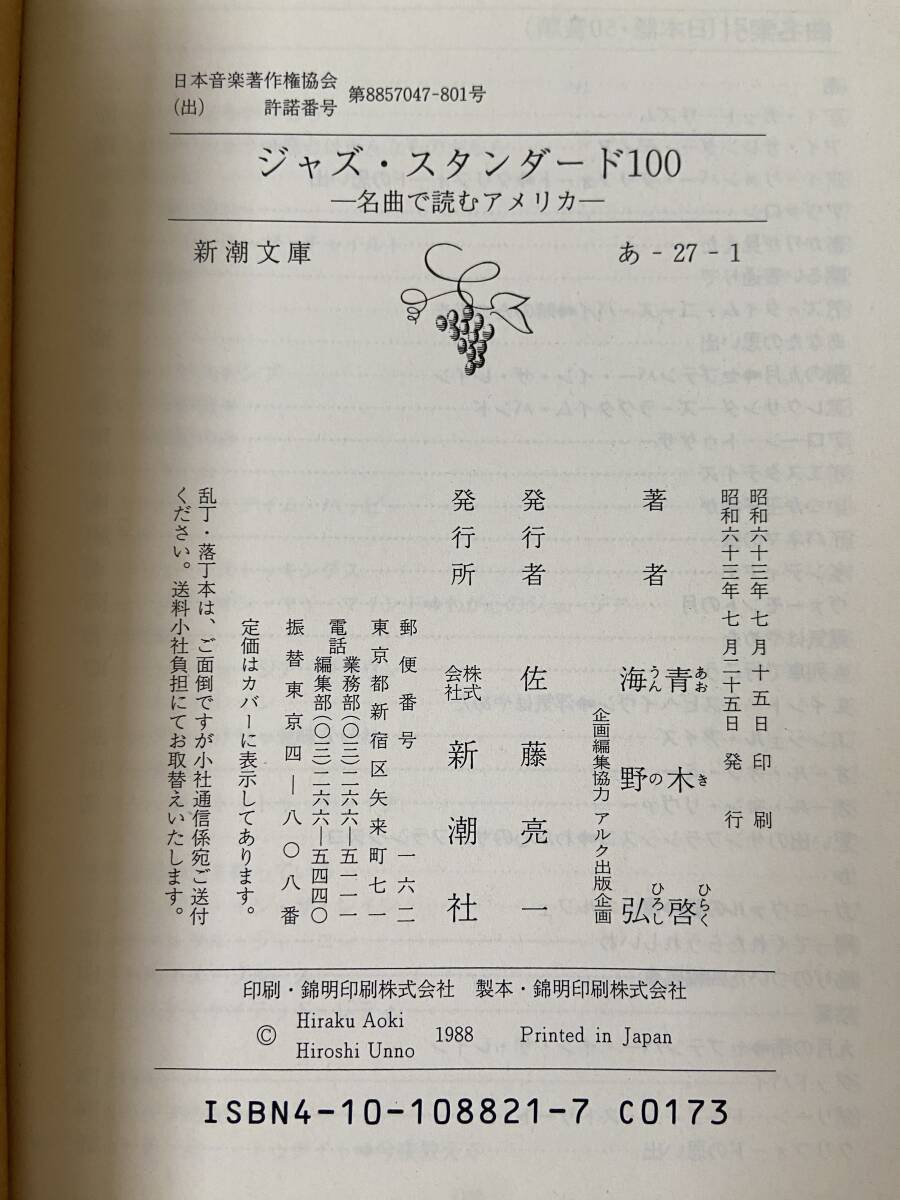 日本音楽著作権協会
(出) 許諾番号 第8857047-801号
ジャズ・スタンダード100
―名曲で読むアメリカ―
新潮文庫 あ-27-1
昭和六十三年七月十五日印刷
昭和六十三年七月二十五日発行
著者 青木啓
あおき ひらく
海野弘
うんの ひろし
企画編集協力 アルク出版企画
発行者 佐藤亮一
発行所 株式会社 新潮社
郵便番号 一六二
東京都新宿区矢来町七一
電話 業務部(〇三)二六六―五一一一
編集部(〇三)二六六―五四四〇
振替東京四―八〇八番
定価はカバーに表示してあります。
乱丁・落丁本は、ご面倒ですが小社通信係宛ご送付
ください。送料小社負担にてお取替えいたします。
印刷・錦明印刷株式会社 製本・錦明印刷株式会社
© Hiraku Aoki
Hiroshi Unno 1988 Printed in Japan
ISBN4-10-108821-7 C0173